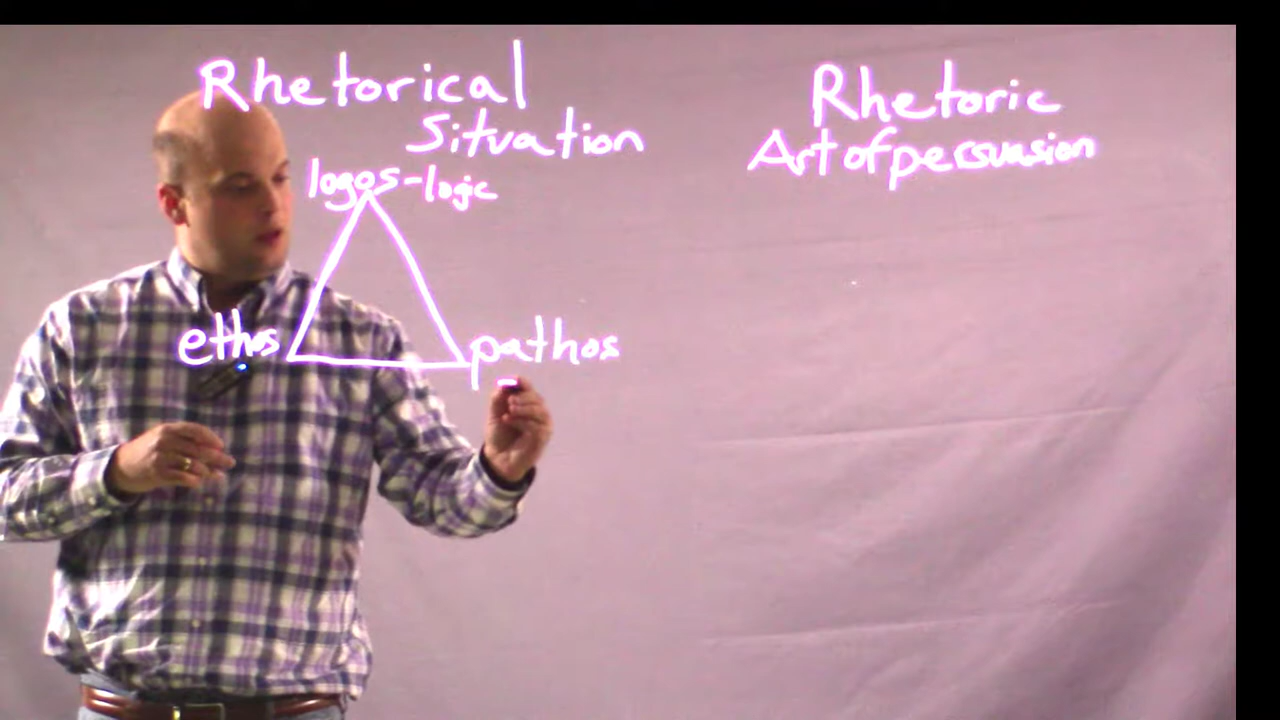 Rhetorical
Situation
logos-logic
ethos
pathos
Rhetoric
Art of persuasion